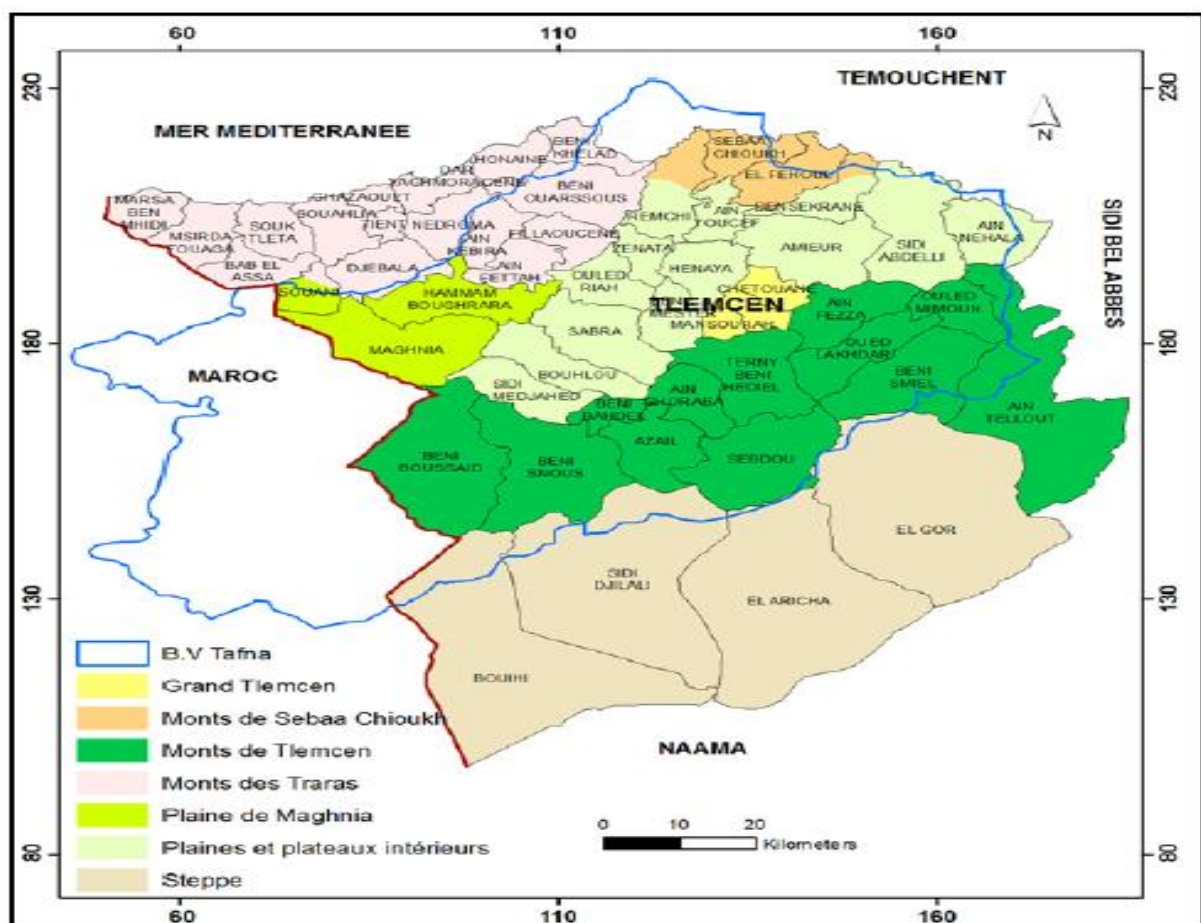 60 110 160
230 230
180 180
130 130
80 80
60 110 160
TEMOUCHENT
MER MEDITERRANEE
N
SIDI BEL ABBES
MAROC
NAAMA
TLEMCEN
BENI
KHELAD
HONAINE
DAR
YAGHMORACENE
GHAZAOUET
SOUAHLIA
TIENT
NEDROMA
BENI
OUARSSOUS
FILLAOUCENE
AIN
KEBIRA
AIN
FETTAH
DJEBALA
SOUK
TLETA
MARSA
BEN
MHIDI
MSIRDA
FOUAGA
BAB EL
ASSA
SOUANI
HAMMAM
BOUGHRARA
MAGHNIA
SEBAA
CHIOUKH
EL FEHOUL
BENSEKRANE
REMCHI
AIN
YOUCEF
ZENATA
HENAYA
AMIEUR
SIDI
ABDELLI
AIN
NEHALA
OULED
RIAH
CHETOUANE
MESTER
MANSOURAH
SABRA
BOUHLOU
SIDI
MEDJAHED
AIN
FEZZA
OULED
MIMOUN
OUED
LAKHDAR
BENI
SMIEL
AIN
TELLOUT
TERNY
BENI
HEDIEL
AIN
GHORABA
BENI
BAHDEL
AZAIL
SEBDOU
BENI
BOUSSAID
BENI
SNOUS
EL GOR
SIDI
DJILALI
EL ARICHA
BOUIHI
B.V Tafna
Grand Tlemcen
Monts de Sebaa Chioukh
Monts de Tlemcen
Monts des Traras
Plaine de Maghnia
Plaines et plateaux intérieurs
Steppe
0 10 20
Kilometers